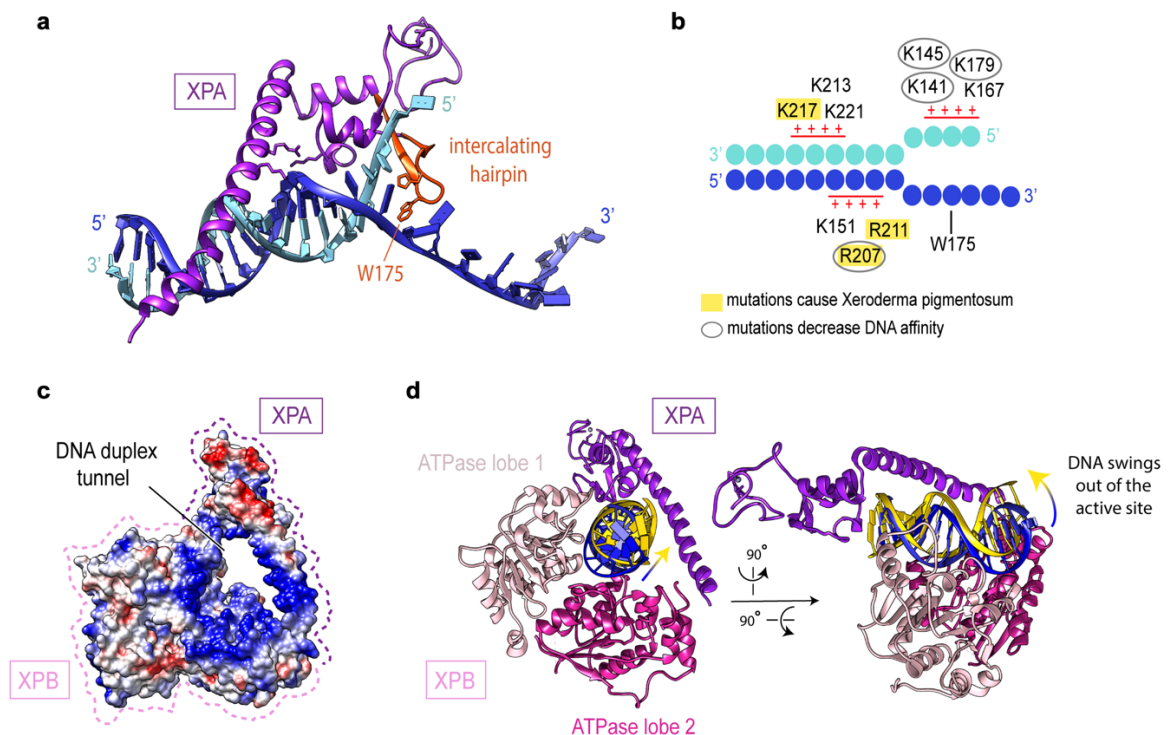 a
XPA
5'
intercalating
hairpin
5'
3'
3'
W175
b
K145
K179
K141
K167
K213
K217
K221
+ + + +
+ + + +
3'
5'
5'
3'
+ + + +
K151
R211
R207
W175
mutations cause Xeroderma pigmentosum
mutations decrease DNA affinity
c
XPA
DNA duplex
tunnel
XPB
d
XPA
ATPase lobe 1
DNA swings
out of the
active site
90°
90°
XPB
ATPase lobe 2